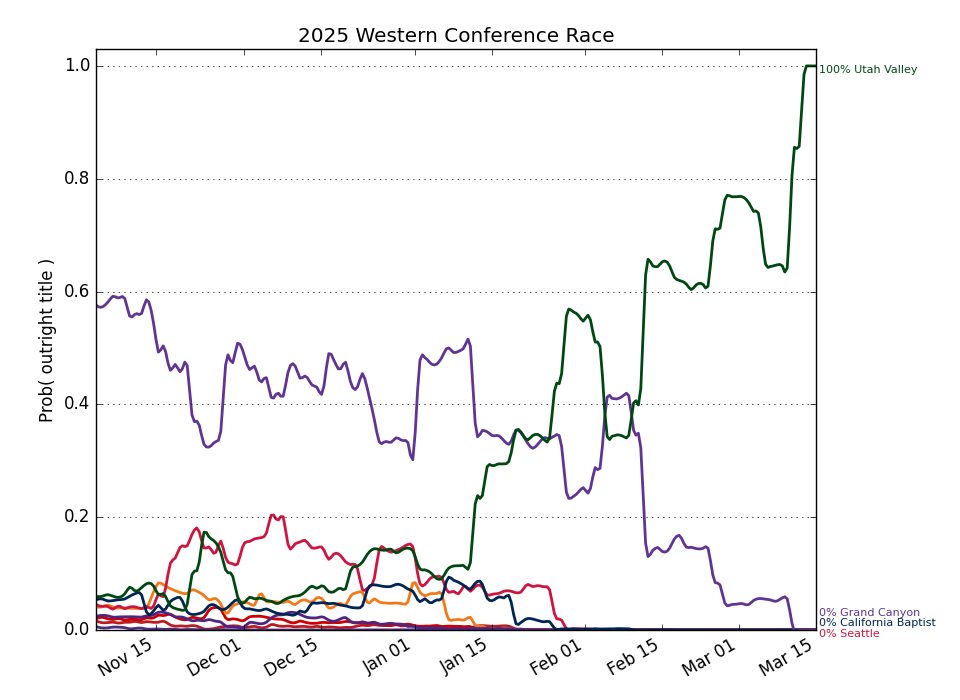 2025 Western Conference Race
1.0
100% Utah Valley
0.8
0.6
Prob( outright title )
0.4
0.2
0% Grand Canyon
0% California Baptist
0.0
0% Seattle
Nov 15
Dec 01
Dec 15
Jan 01
Jan 15
Feb 01
Feb 15
Mar 01
Mar 15